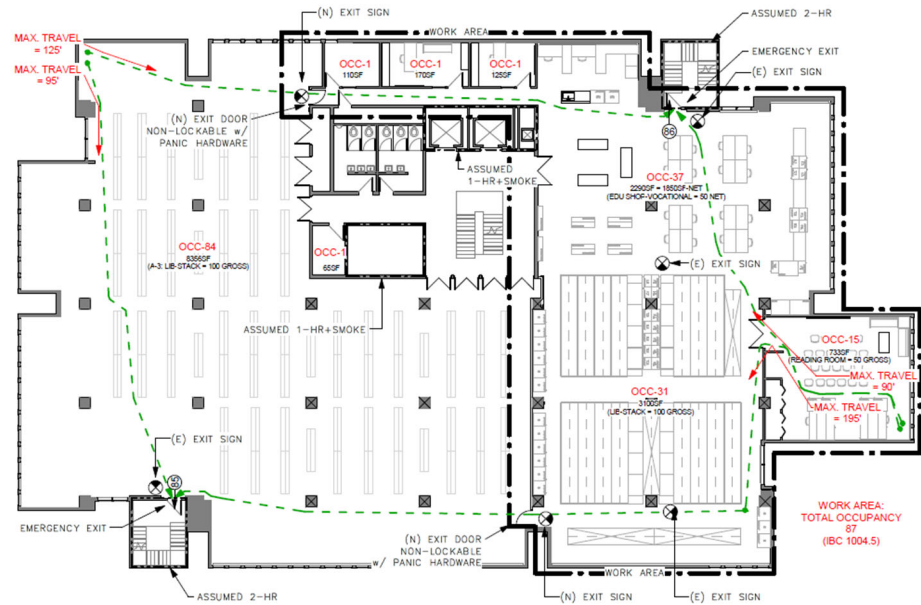 (N) EXIT SIGN
WORK AREA
ASSUMED 2-HR
MAX. TRAVEL
= 125'
MAX. TRAVEL
= 95'
OCC-1
110SF
OCC-1
170SF
OCC-1
125SF
EMERGENCY EXIT
(E) EXIT SIGN
(N) EXIT DOOR
NON-LOCKABLE w/
PANIC HARDWARE
86
ASSUMED
1-HR+SMOKE
OCC-37
2290SF = 1850SF-NET
(EDU SHOP-VOCATIONAL = 50 NET)
OCC-84
8356SF
(A-3: LIB-STACK = 100 GROSS)
OCC-1
65SF
(E) EXIT SIGN
ASSUMED 1-HR+SMOKE
OCC-15
733SF
(READING ROOM = 50 GROSS)
MAX. TRAVEL
= 90'
MAX. TRAVEL
= 195'
OCC-31
3100SF
(LIB-STACK = 100 GROSS)
(E) EXIT SIGN
85
EMERGENCY EXIT
WORK AREA:
TOTAL OCCUPANCY
87
(IBC 1004.5)
(N) EXIT DOOR
NON-LOCKABLE
w/ PANIC HARDWARE
WORK AREA
ASSUMED 2-HR
(N) EXIT SIGN
(E) EXIT SIGN